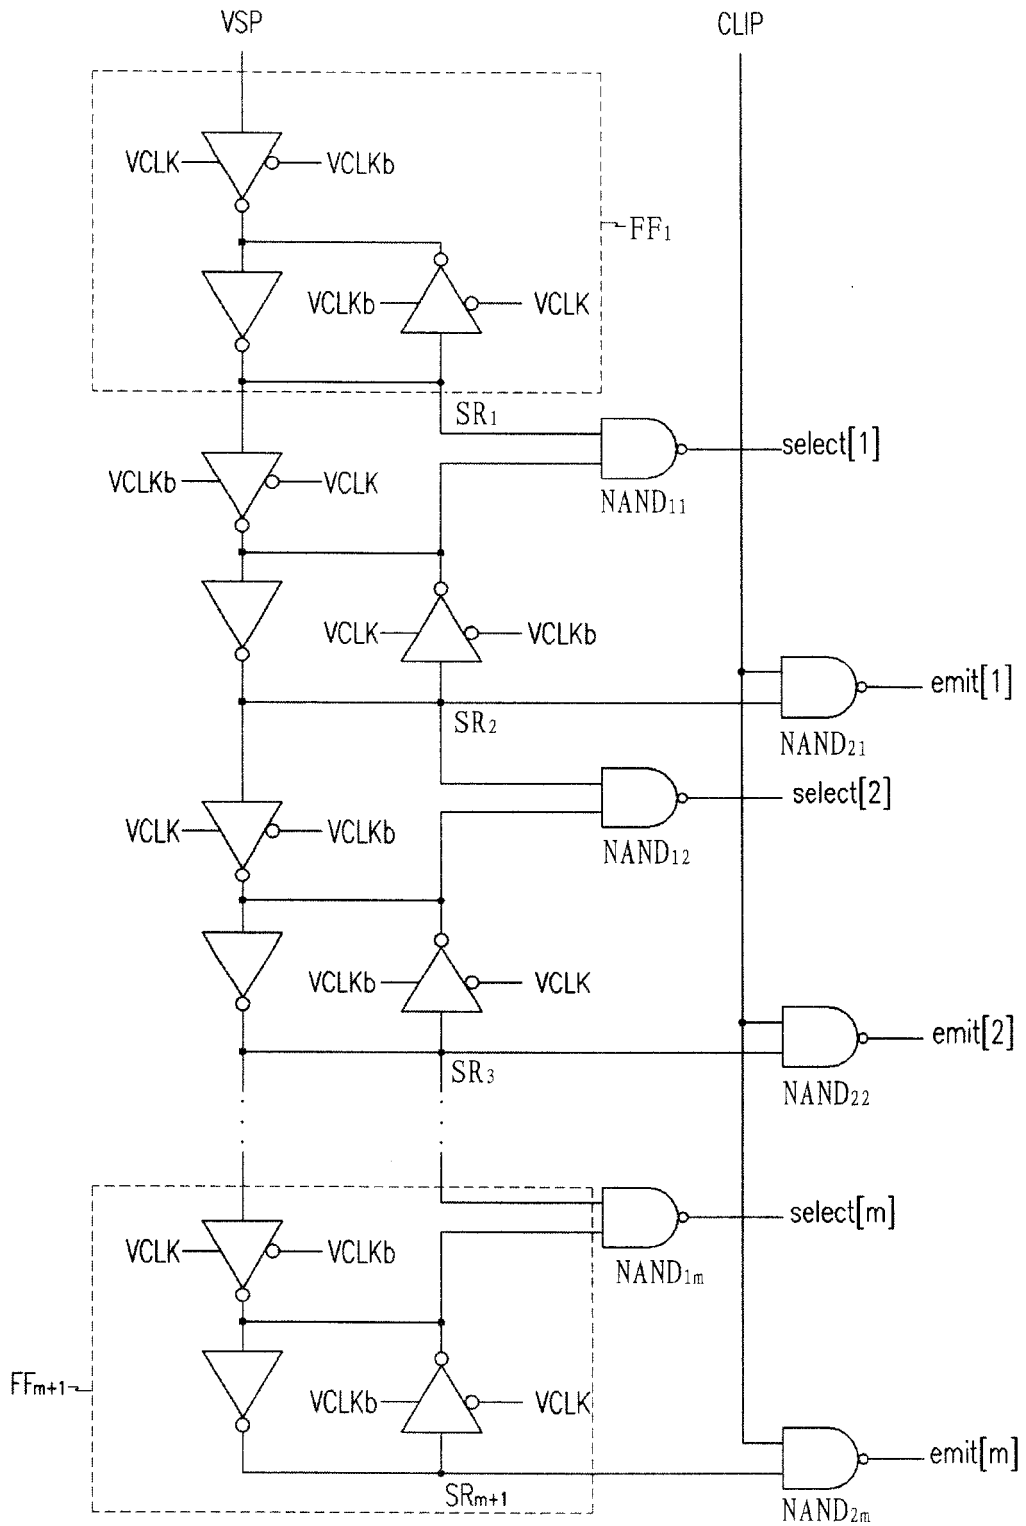 VSP CLIP
VCLK VCLKb
FF1
VCLKb VCLK
SR1
select[1]
VCLKb VCLK
NAND11
VCLK VCLKb
emit[1]
SR2
NAND21
select[2]
VCLK VCLKb
NAND12
VCLKb VCLK
emit[2]
SR3
NAND22
select[m]
VCLK VCLKb
NAND1m
FFm+1
VCLKb VCLK
emit[m]
SRm+1
NAND2m